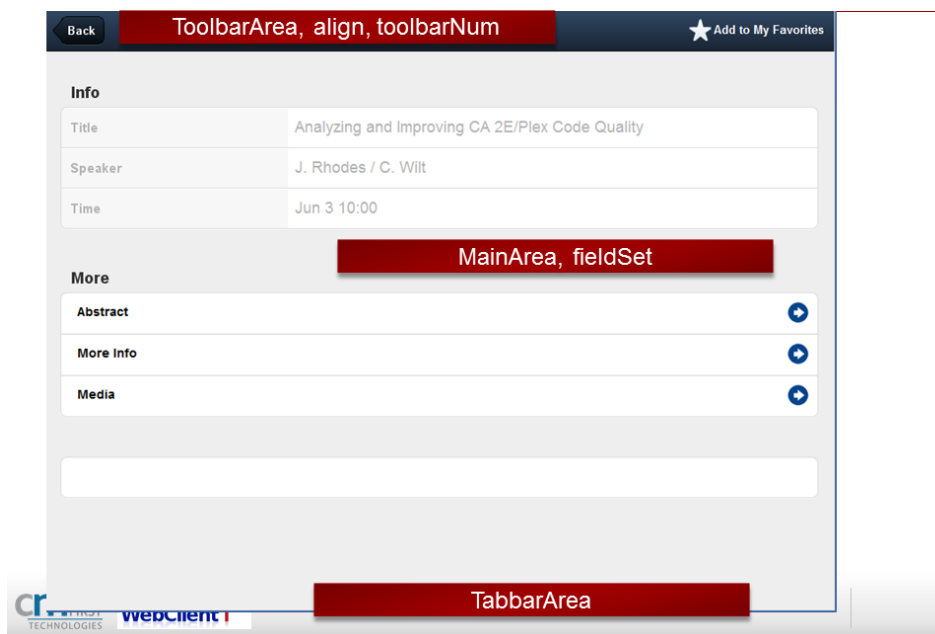 Back
ToolbarArea, align, toolbarNum
Add to My Favorites
Info
Title
Analyzing and Improving CA 2E/Plex Code Quality
Speaker
J. Rhodes / C. Wilt
Time
Jun 3 10:00
MainArea, fieldSet
More
Abstract
More Info
Media
TabbarArea
TECHNOLOGIES
WebClient